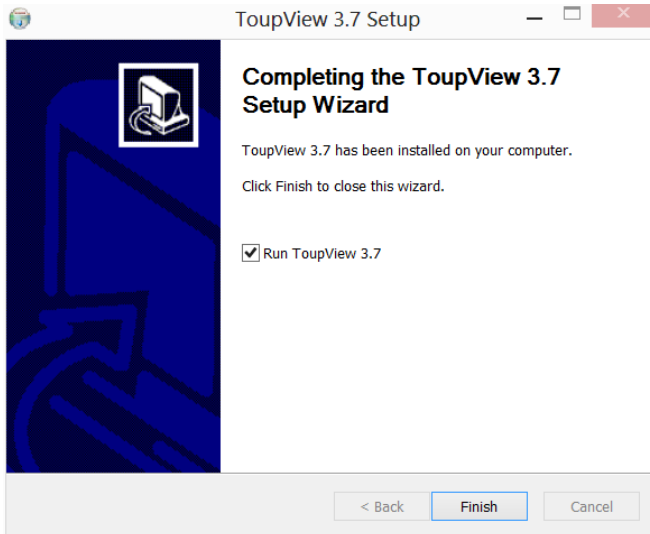 ToupView 3.7 Setup
Completing the ToupView 3.7
Setup Wizard
ToupView 3.7 has been installed on your computer.
Click Finish to close this wizard.
Run ToupView 3.7
< Back
Finish
Cancel